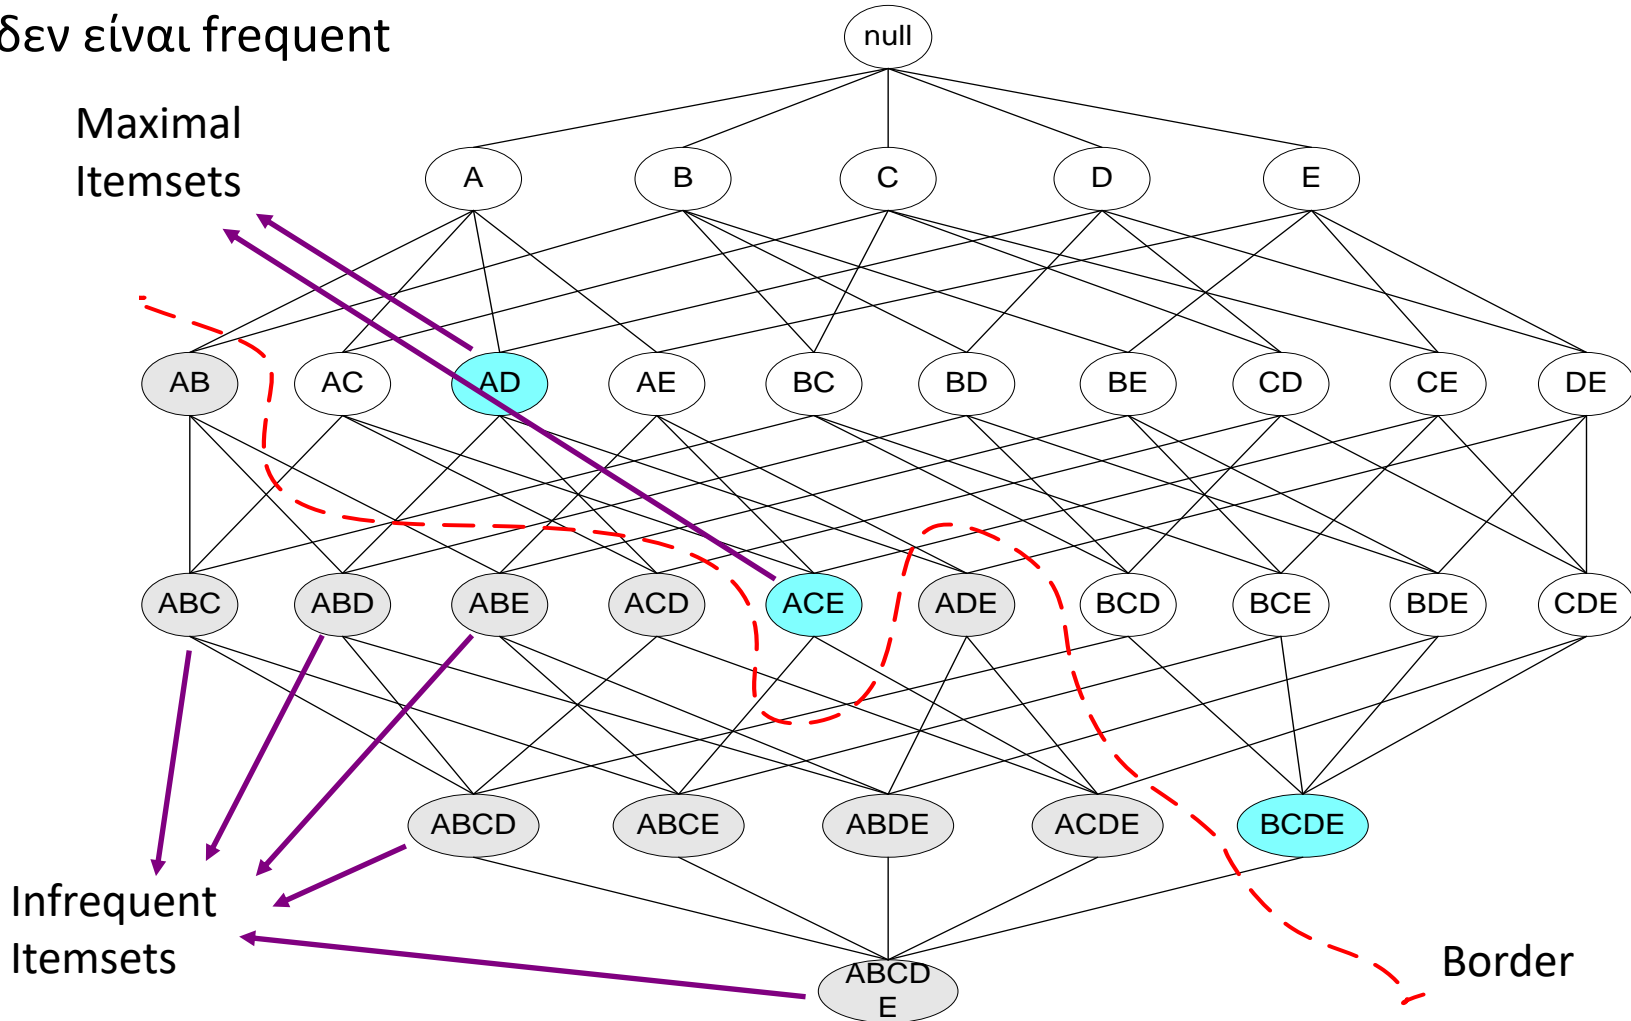 δεν είναι frequent
null
Maximal
Itemsets
A B C D E
AB AC AD AE BC BD BE CD CE DE
ABC ABD ABE ACD ACE ADE BCD BCE BDE CDE
ABCD ABCE ABDE ACDE BCDE
Infrequent
Itemsets
ABCD
E
Border